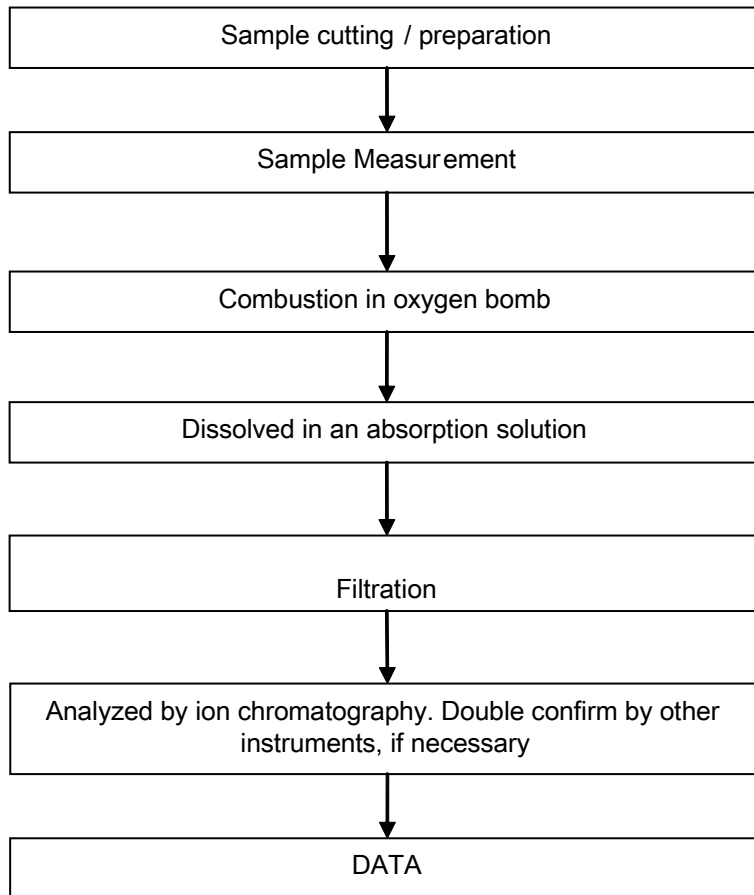 Sample cutting / preparation
Sample Measurement
Combustion in oxygen bomb
Dissolved in an absorption solution
Filtration
Analyzed by ion chromatography. Double confirm by other
instruments, if necessary
DATA